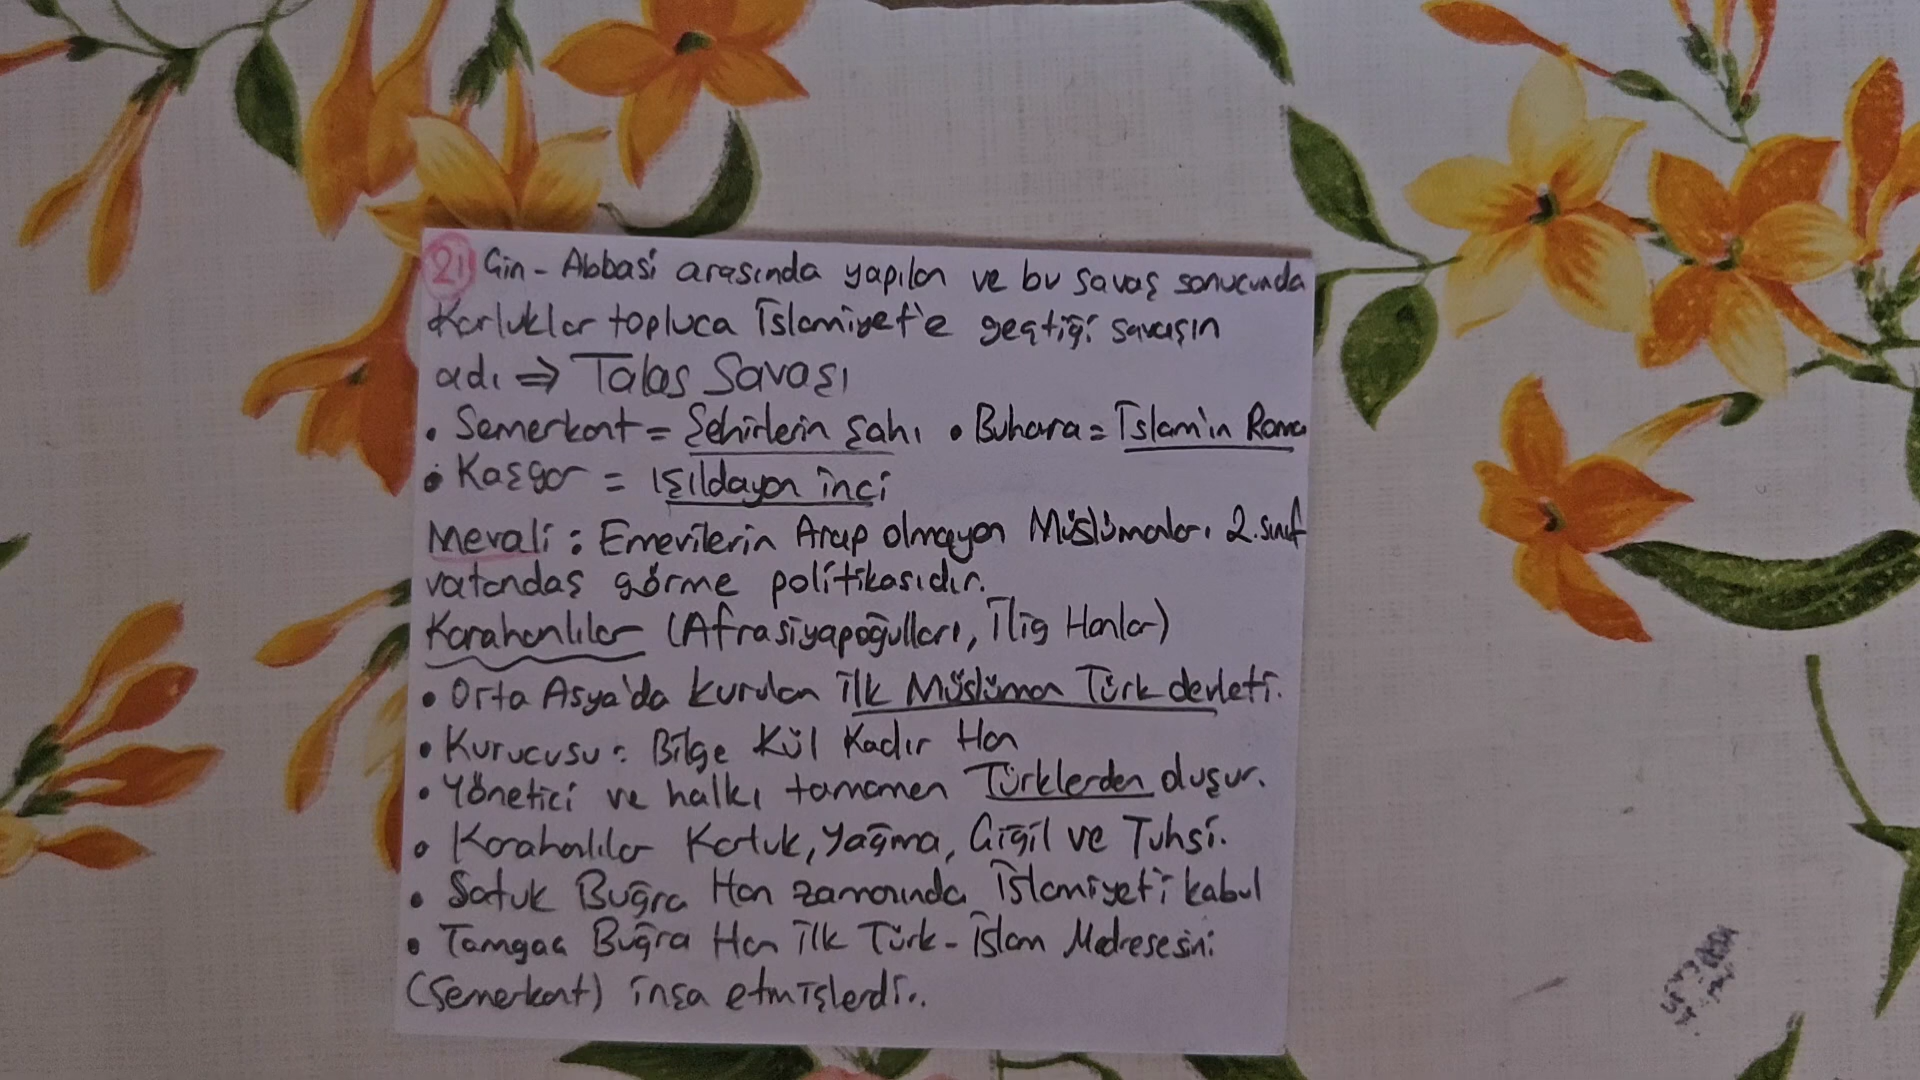 21 Çin - Abbasi arasında yapılan ve bu savaş sonucunda
Karluklar topluca İslamiyet'e geçtiği savaşın
adı ⇒ Talas Savaşı
• Semerkant = Şehirlerin Şahı • Buhara = İslam'ın Roma
• Kaşgar = Işıldayan inci
Mevali : Emevilerin Arap olmayan Müslümanları 2. sınıf
vatandaş görme politikasıdır.
Karahanlılar (Afrasiyapoğulları, İlig Hanlar)
• Orta Asya'da kurulan ilk Müslüman Türk devleti.
• Kurucusu : Bilge Kül Kadır Han
• Yönetici ve halkı tamamen Türklerden oluşur.
• Karahanlılar Karluk, Yağma, Çiğil ve Tuhsi.
• Satuk Buğra Han zamanında İslamiyet'i kabul
• Tamgaç Buğra Han ilk Türk - İslam Medresesini
(Semerkant) inşa etmişlerdir.